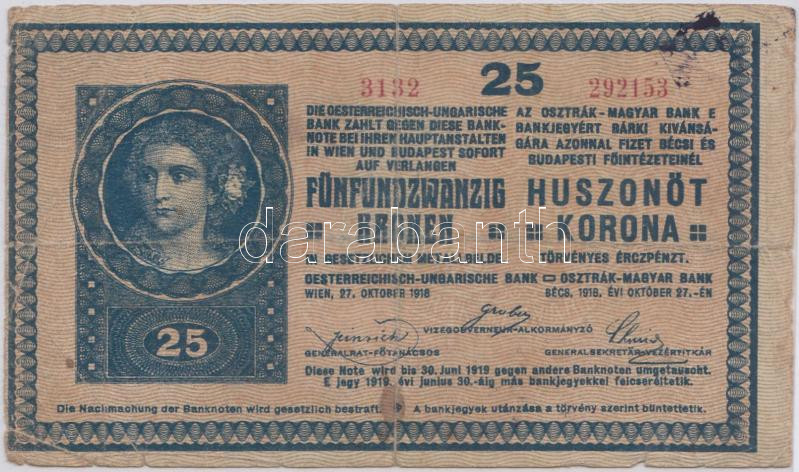 3132 25 292153
DIE OESTERREICHISCH-UNGARISCHE
BANK ZAHLT GEGEN DIESE BANK-
NOTE BEI IHREN HAUPTANSTALTEN
IN WIEN UND BUDAPEST SOFORT
AUF VERLANGEN
FÜNFUNDZWANZIG
KRONEN
IN GESETZLICHEM METALLGELDE.
OESTERREICHISCH-UNGARISCHE BANK
WIEN, 27. OKTOBER 1918
AZ OSZTRÁK-MAGYAR BANK E
BANKJEGYÉRT BÁRKI KIVÁNSÁ-
GÁRA AZONNAL FIZET BÉCSI ÉS
BUDAPESTI FŐINTÉZETEINÉL
HUSZONÖT
KORONA
TÖRVÉNYES ÉRCZPÉNZT.
OSZTRÁK-MAGYAR BANK
BÉCS, 1918. ÉVI OKTÓBER 27.-ÉN
25
VIZEGOUVERNEUR-ALKORMÁNYZÓ
GENERALRAT-FŐTANÁCSOS
GENERALSEKRETÄR-VEZÉRTITKÁR
Diese Note wird bis 30. Juni 1919 gegen andere Banknoten umgetauscht.
E jegy 1919. évi junius 30.-áig más bankjegyekkel felcseréltetik.
Die Nachmachung der Banknoten wird gesetzlich bestraft. A bankjegyek utánzása a törvény szerint büntettetik.
darabanth